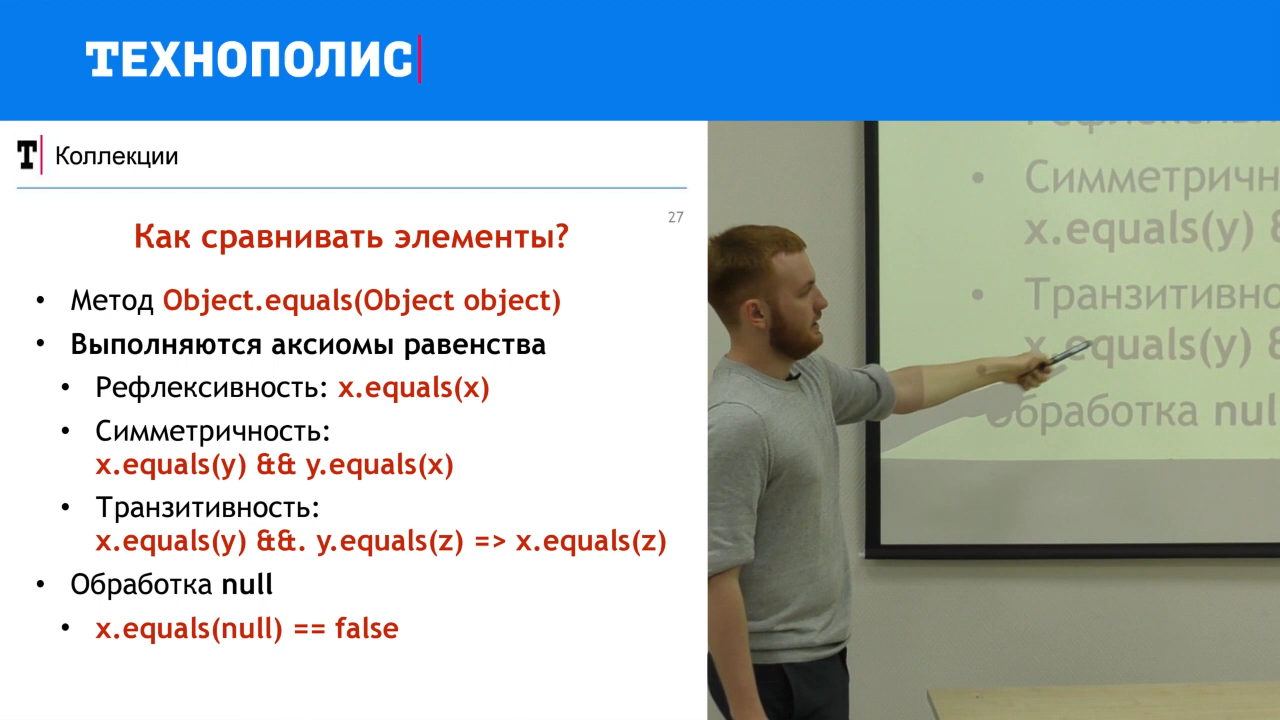 ТЕХНОПОЛИС
Т Коллекции
27
Как сравнивать элементы?
• Метод Object.equals(Object object)
• Выполняются аксиомы равенства
• Рефлексивность: x.equals(x)
• Симметричность:
x.equals(y) && y.equals(x)
• Транзитивность:
x.equals(y) &&. y.equals(z) => x.equals(z)
• Обработка null
• x.equals(null) == false
• Симметричн
x.equals(y) &
• Транзитивно
x.equals(y) &
Обработка nul